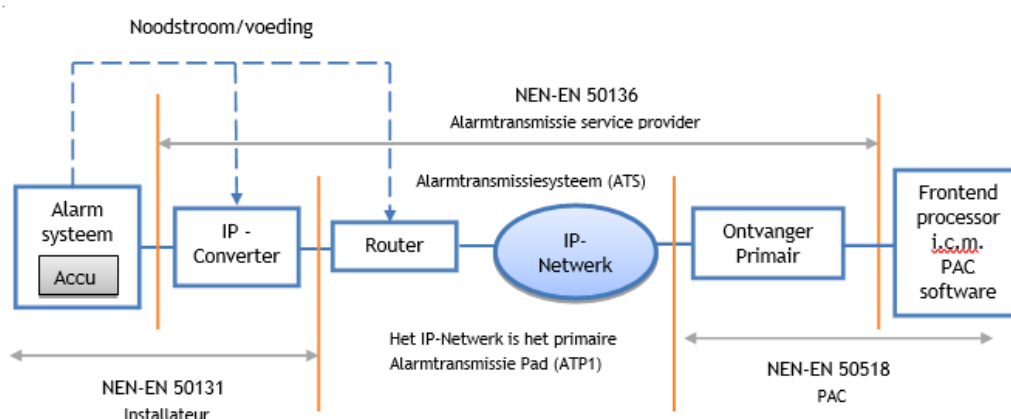 Noodstroom/voeding
NEN-EN 50136
Alarmtransmissie service provider
Alarmtransmissiesysteem (ATS)
Alarm
systeem
Accu
IP -
Converter
Router
IP-
Netwerk
Ontvanger
Primair
Frontend
processor
i.c.m.
PAC
software
Het IP-Netwerk is het primaire
Alarmtransmissie Pad (ATP1)
NEN-EN 50131
Installateur
NEN-EN 50518
PAC